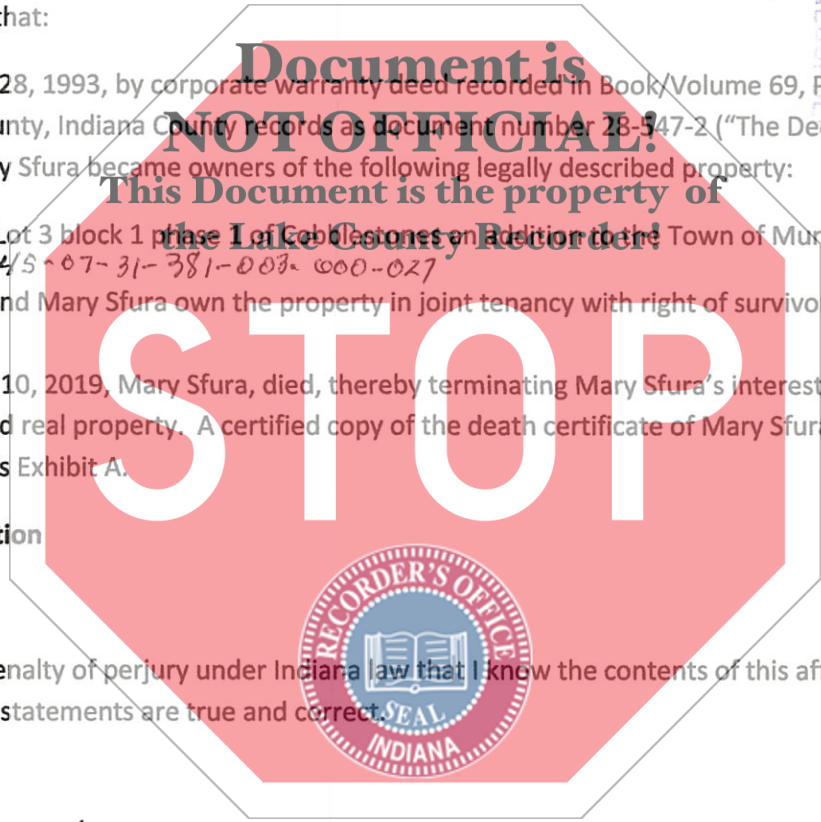 that:
Document is
28, 1993, by corporate warranty deed recorded in Book/Volume 69, P
unty, Indiana County records as document number 28-547-2 ("The De
NOT OFFICIAL!
y Sfura became owners of the following legally described property:
This Document is the property of
Lot 3 block 1 phase 1 of Cobblestones an addition to the Town of Mun
the Lake County Recorder!
45-07-31-381-003.000-027
nd Mary Sfura own the property in joint tenancy with right of survivo
STOP
10, 2019, Mary Sfura, died, thereby terminating Mary Sfura's interest
d real property. A certified copy of the death certificate of Mary Sfura
s Exhibit A.
tion
RECORDER'S OFFICE
enalty of perjury under Indiana law that I know the contents of this aff
statements are true and correct.
SEAL
INDIANA